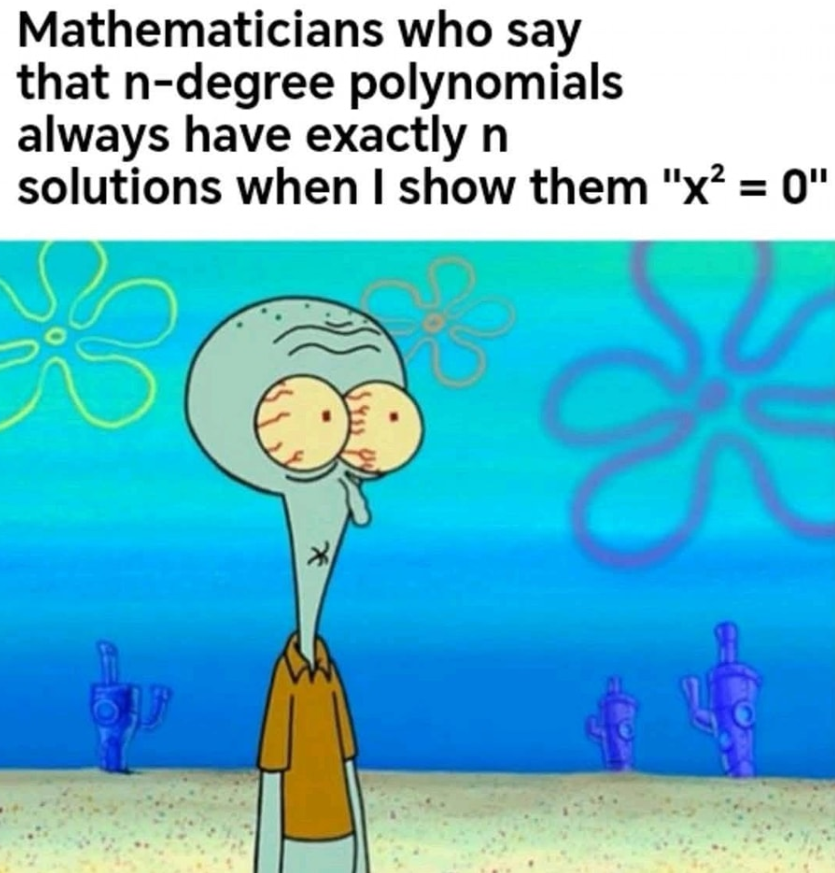 Mathematicians who say
that n-degree polynomials
always have exactly n
solutions when I show them "x² = 0"